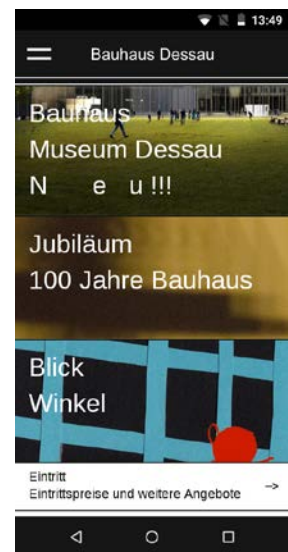 13:49
Bauhaus Dessau
Bauhaus
Museum Dessau
N e u !!!
Jubiläum
100 Jahre Bauhaus
Blick
Winkel
Eintritt
Eintrittspreise und weitere Angebote -->